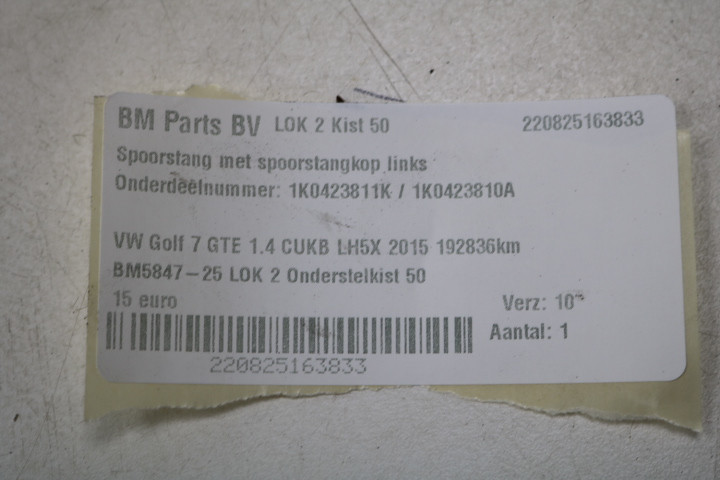 BM Parts BV LOK 2 Kist 50 220825163833
Spoorstang met spoorstangkop links
Onderdeelnummer: 1K0423811K / 1K0423810A
VW Golf 7 GTE 1.4 CUKB LH5X 2015 192836km
BM5847-25 LOK 2 Onderstelkist 50
15 euro Verz: 10
Aantal: 1
220825163833